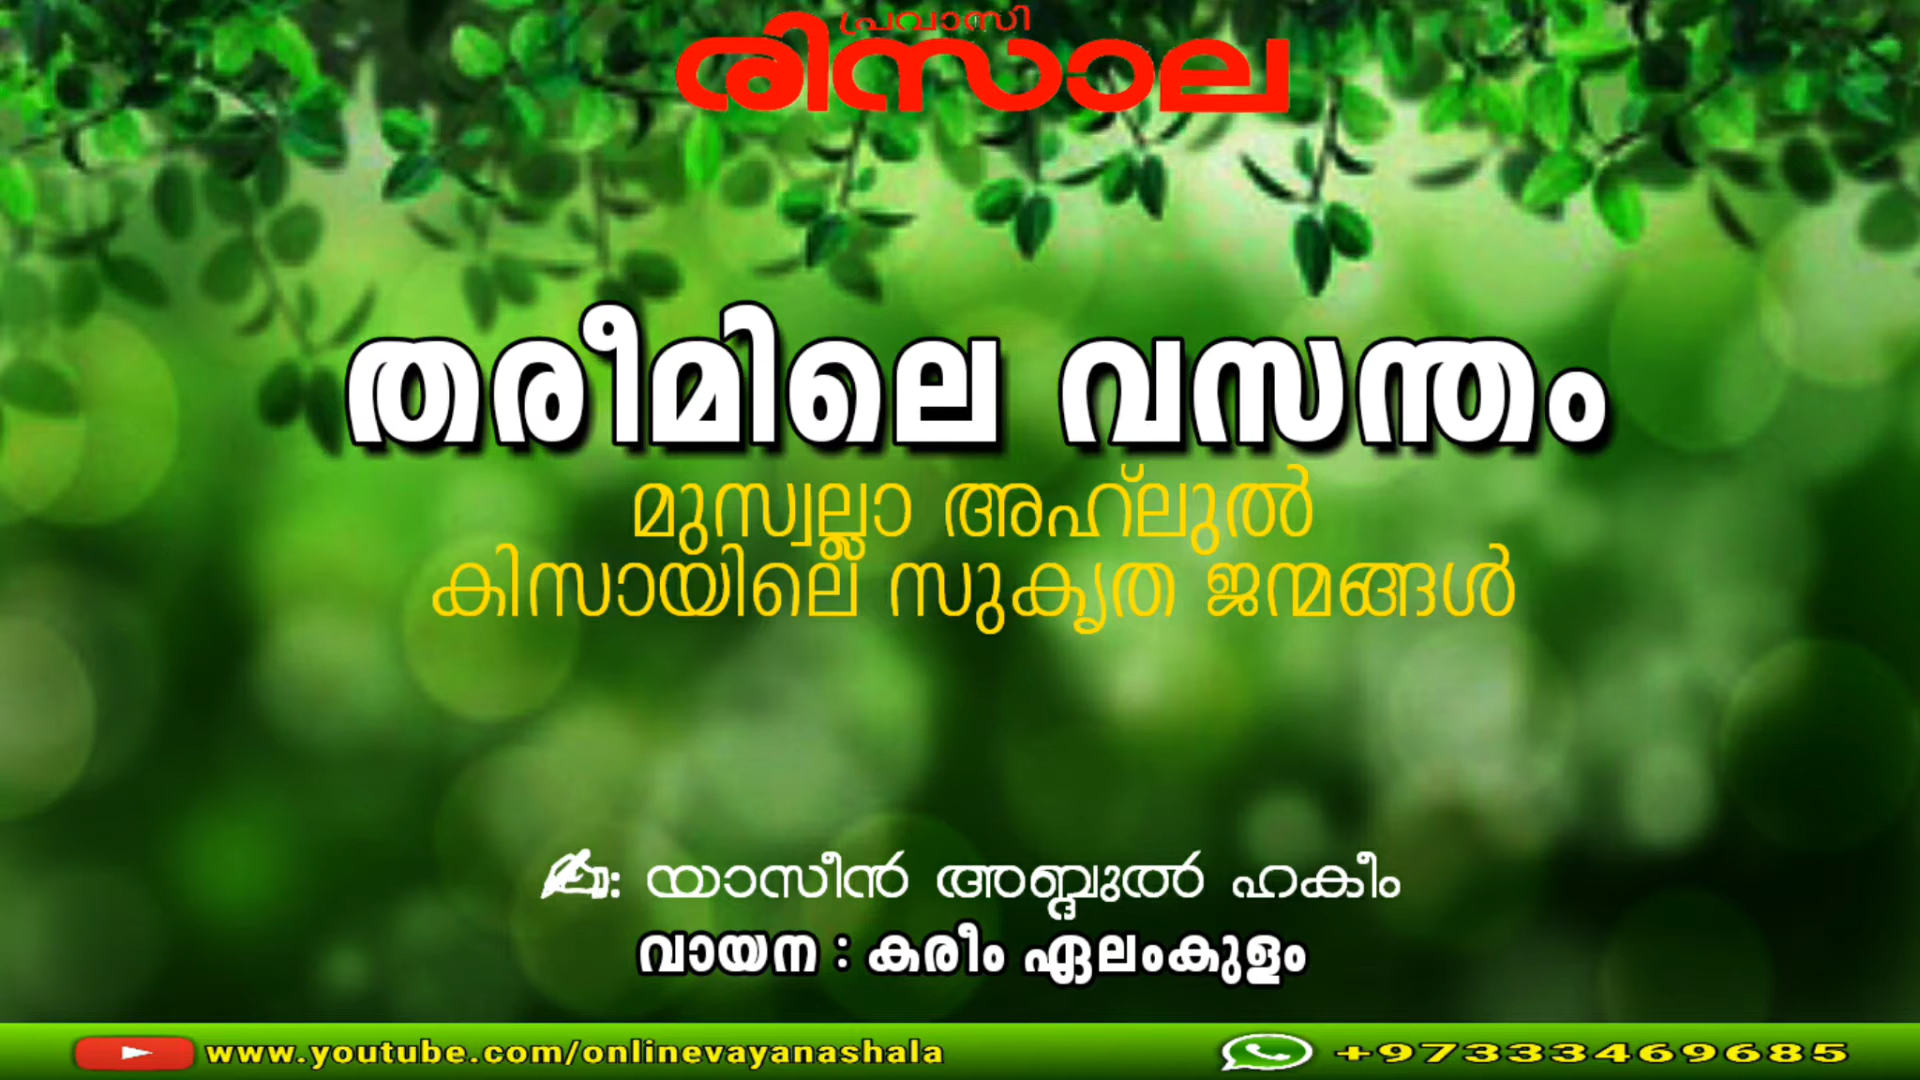 പ്രവാസി
രിസാല
തരീമിലെ വസന്തം
മുസ്വല്ലാ അഹ്‌ലുൽ
കിസായിലെ സുകൃത ജന്മങ്ങൾ
✍: യാസീൻ അബ്ദുൽ ഹകീം
വായന : കരീം ഏലംകുളം
www.youtube.com/onlinevayanashala
+97333469685